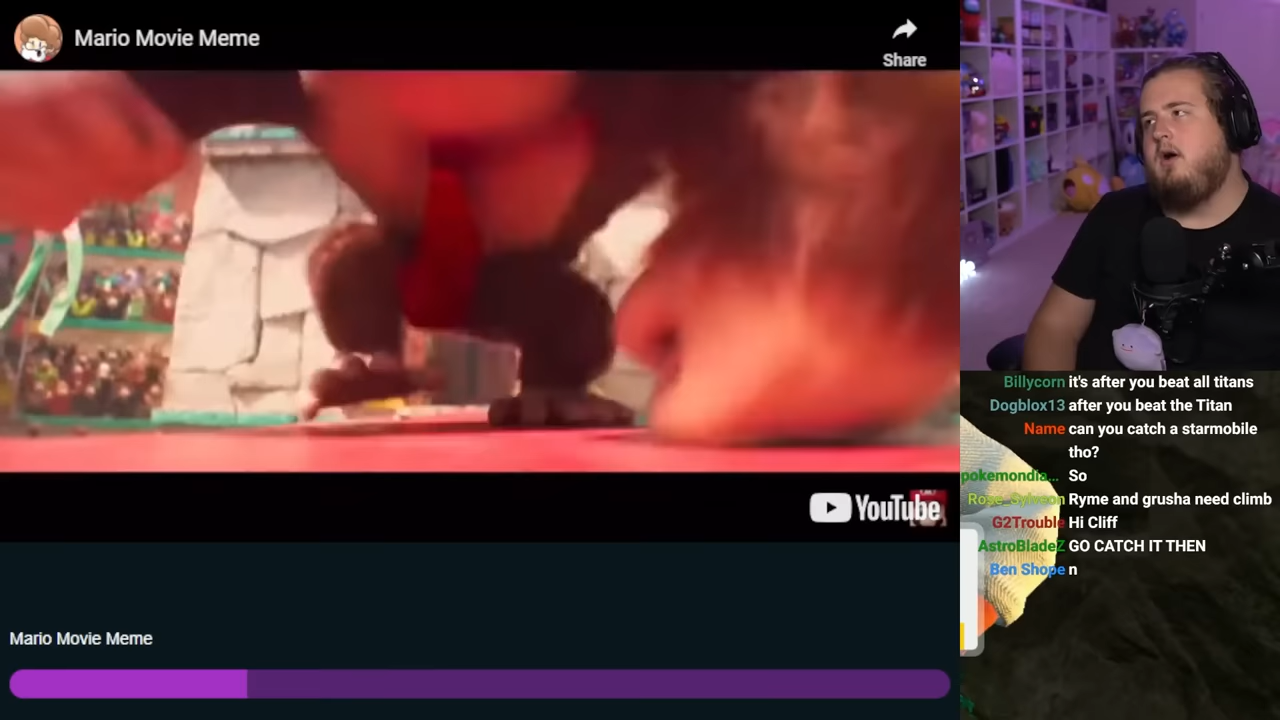 Mario Movie Meme
Share
YouTube
Mario Movie Meme
Billycorn it's after you beat all titans
Dogblox13 after you beat the Titan
Name can you catch a starmobile
tho?
pokemondia... So
Rose_Sylveon Ryme and grusha need climb
G2Trouble Hi Cliff
AstroBladeZ GO CATCH IT THEN
Ben Shope n